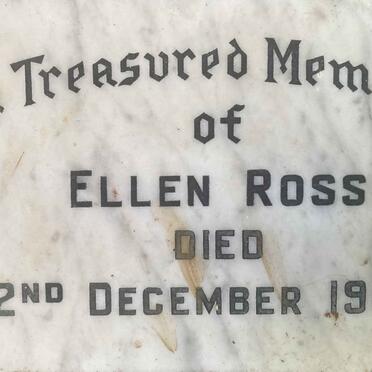 Treasured Mem
of
ELLEN ROSS
DIED
2ND DECEMBER 19